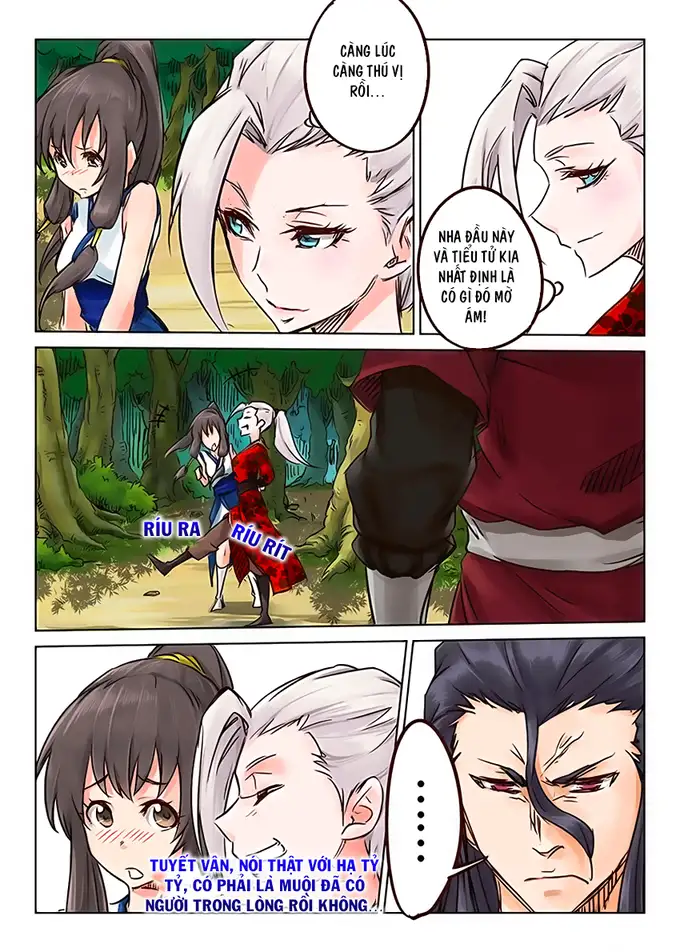 CÀNG LÚC
CÀNG THÚ VỊ
RỒI...
NHA ĐẦU NÀY
VÀ TIỂU TỬ KIA
NHẤT ĐỊNH LÀ
CÓ GÌ ĐÓ MỜ
ÁM!
RÍU RA
RÍU RÍT
......
TUYẾT VÂN, NÓI THẬT VỚI HẠ TỶ
TỶ, CÓ PHẢI LÀ MUỘI ĐÃ CÓ
NGƯỜI TRONG LÒNG RỒI KHÔNG...